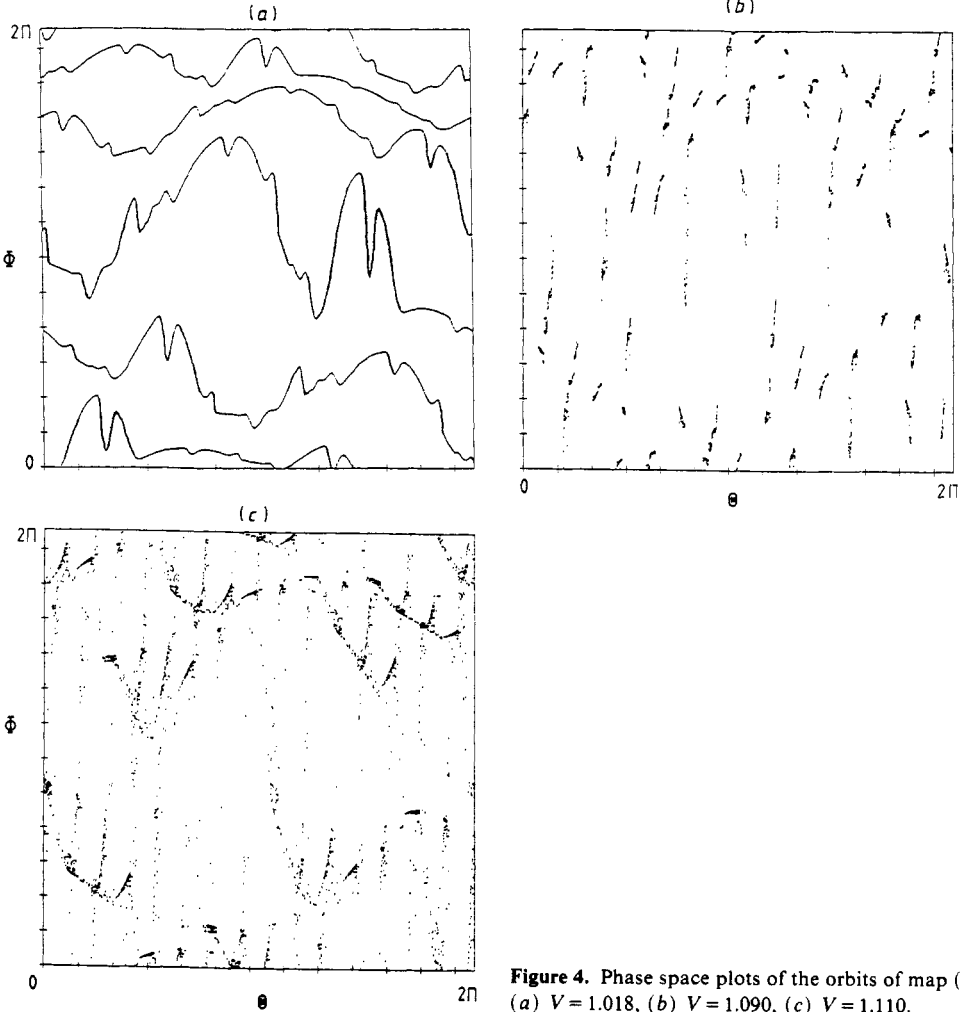 (a)
(b)
2Π
Φ
0
0
Θ
2Π
(c)
2Π
Φ
0
Θ
2Π
Figure 4. Phase space plots of the orbits of map (
(a) V = 1.018, (b) V = 1.090, (c) V = 1.110.